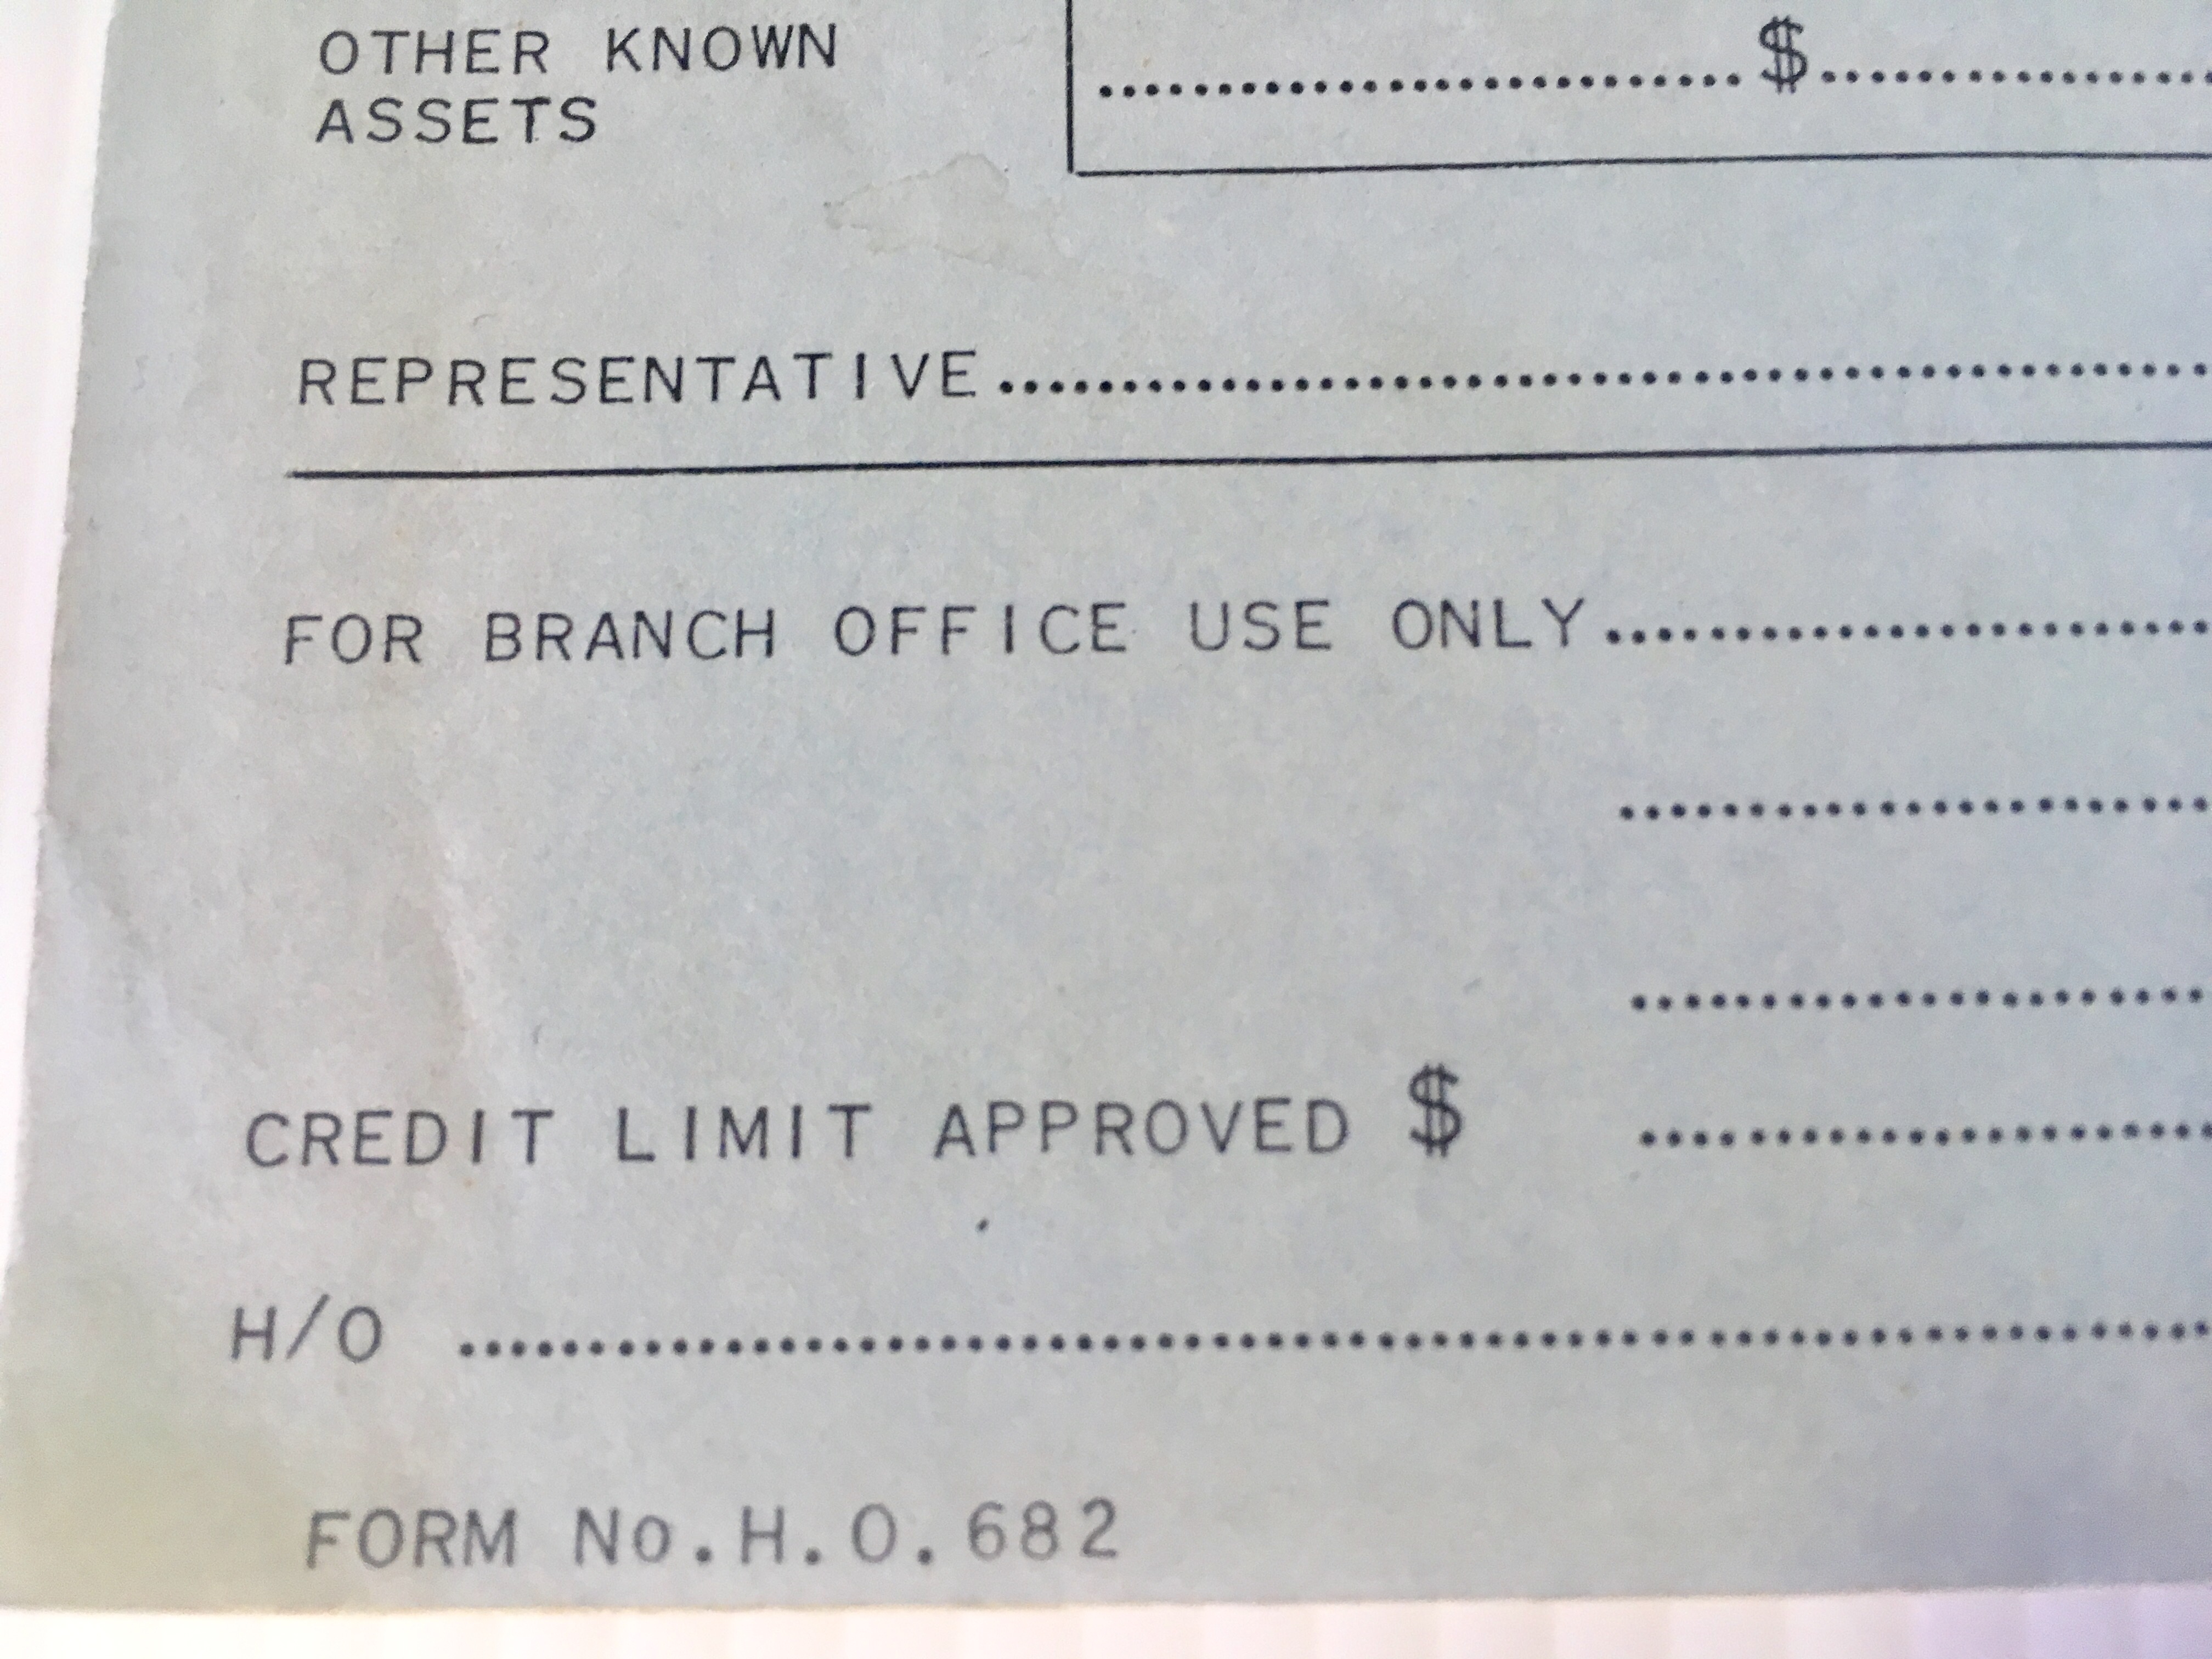 OTHER KNOWN
ASSETS
....................$....................
REPRESENTATIVE....................
FOR BRANCH OFFICE USE ONLY....................
....................
....................
CREDIT LIMIT APPROVED $ ....................
H/O ....................
FORM No.H.O.682